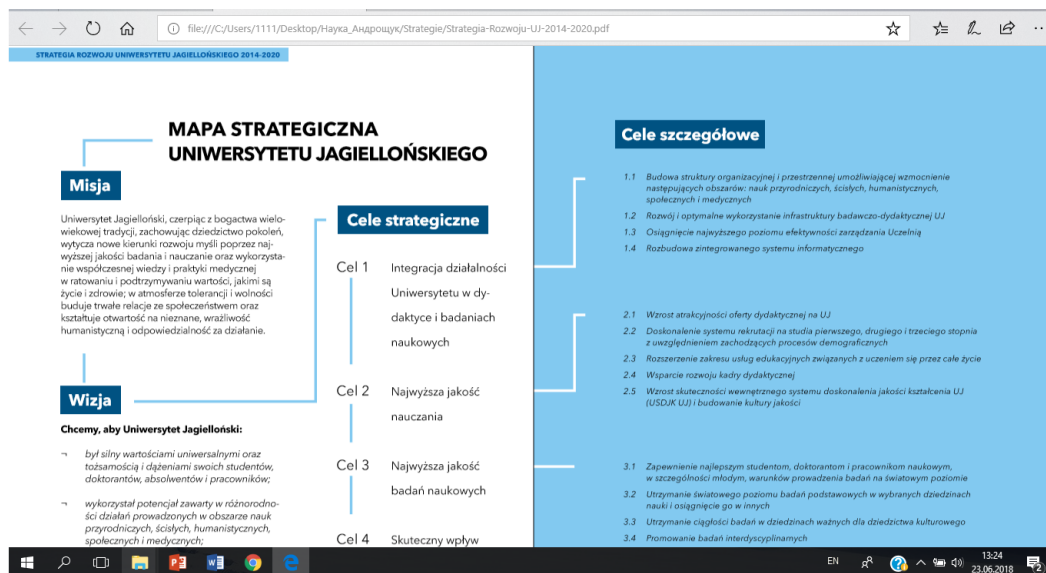 file:///C:/Users/1111/Desktop/Наука_Андрощук/Strategie/Strategia-Rozwoju-UJ-2014-2020.pdf
STRATEGIA ROZWOJU UNIWERSYTETU JAGIELLOŃSKIEGO 2014-2020
MAPA STRATEGICZNA
UNIWERSYTETU JAGIELLOŃSKIEGO
Misja
Uniwersytet Jagielloński, czerpiąc z bogactwa wielo-
wiekowej tradycji, zachowując dziedzictwo pokoleń,
wytycza nowe kierunki rozwoju myśli poprzez naj-
wyższej jakości badania i nauczanie oraz wykorzysta-
nie współczesnej wiedzy i praktyki medycznej
w ratowaniu i podtrzymywaniu wartości, jakimi są
życie i zdrowie; w atmosferze tolerancji i wolności
buduje trwałe relacje ze społeczeństwem oraz
kształtuje otwartość na nieznane, wrażliwość
humanistyczną i odpowiedzialność za działanie.
Wizja
Chcemy, aby Uniwersytet Jagielloński:
¬ był silny wartościami uniwersalnymi oraz
tożsamością i dążeniami swoich studentów,
doktorantów, absolwentów i pracowników;
¬ wykorzystał potencjał zawarty w różnorodno-
ści działań prowadzonych w obszarze nauk
przyrodniczych, ścisłych, humanistycznych,
społecznych i medycznych;
Cele strategiczne
Cel 1 Integracja działalności
Uniwersytetu w dy-
daktyce i badaniach
naukowych
Cel 2 Najwyższa jakość
nauczania
Cel 3 Najwyższa jakość
badań naukowych
Cel 4 Skuteczny wpływ
Cele szczegółowe
1.1 Budowa struktury organizacyjnej i przestrzennej umożliwiającej wzmocnienie
następujących obszarów: nauk przyrodniczych, ścisłych, humanistycznych,
społecznych i medycznych
1.2 Rozwój i optymalne wykorzystanie infrastruktury badawczo-dydaktycznej UJ
1.3 Osiągnięcie najwyższego poziomu efektywności zarządzania Uczelnią
1.4 Rozbudowa zintegrowanego systemu informatycznego
2.1 Wzrost atrakcyjności oferty dydaktycznej na UJ
2.2 Doskonalenie systemu rekrutacji na studia pierwszego, drugiego i trzeciego stopnia
z uwzględnieniem zachodzących procesów demograficznych
2.3 Rozszerzenie zakresu usług edukacyjnych związanych z uczeniem się przez całe życie
2.4 Wsparcie rozwoju kadry dydaktycznej
2.5 Wzrost skuteczności wewnętrznego systemu doskonalenia jakości kształcenia UJ
(USDJK UJ) i budowanie kultury jakości
3.1 Zapewnienie najlepszym studentom, doktorantom i pracownikom naukowym,
w szczególności młodym, warunków prowadzenia badań na światowym poziomie
3.2 Utrzymanie światowego poziomu badań podstawowych w wybranych dziedzinach
nauki i osiągnięcie go w innych
3.3 Utrzymanie ciągłości badań w dziedzinach ważnych dla dziedzictwa kulturowego
3.4 Promowanie badań interdyscyplinarnych
EN
13:24
23.06.2018
2